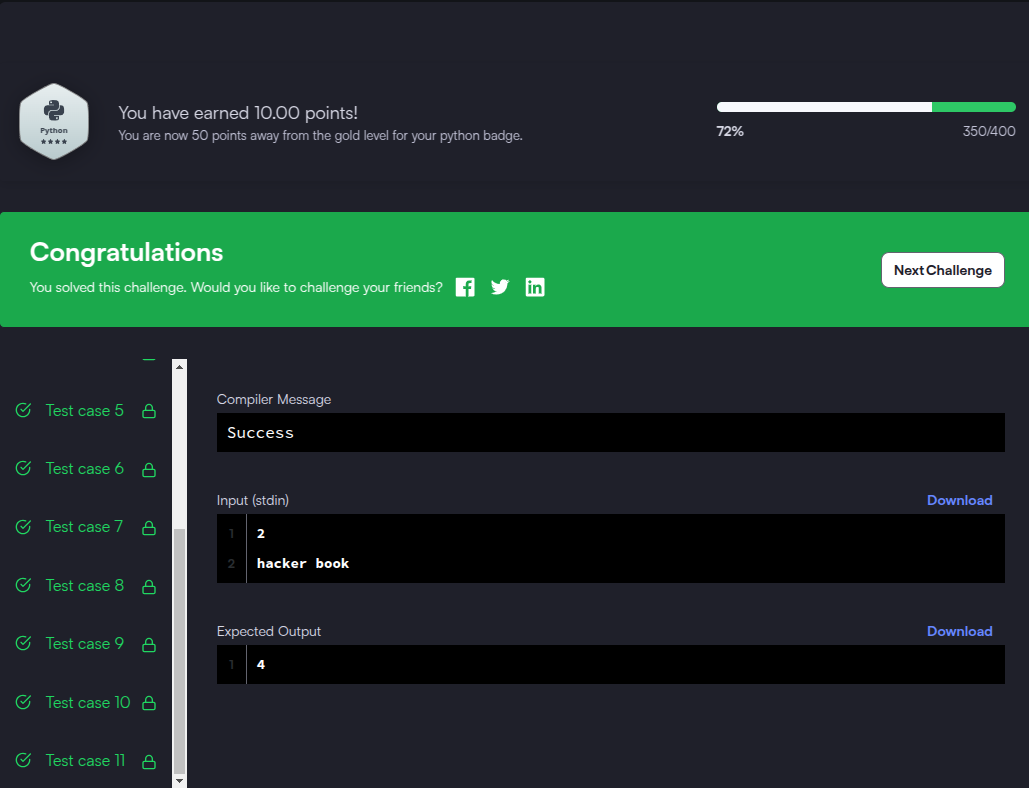 Python
★★★★
You have earned 10.00 points!
You are now 50 points away from the gold level for your python badge.
72%
350/400
Congratulations
You solved this challenge. Would you like to challenge your friends?
Next Challenge
Test case 5
Test case 6
Test case 7
Test case 8
Test case 9
Test case 10
Test case 11
Compiler Message
Success
Input (stdin)
Download
1 2
2 hacker book
Expected Output
Download
1 4